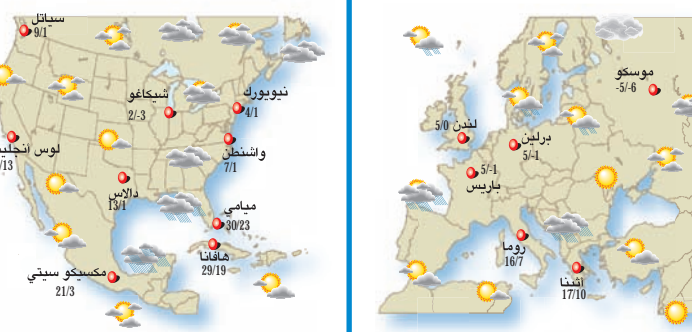 سياتل
9/1
شيكاغو
2/-3
نيويورك
4/1
واشنطن
7/1
لوس انجلي
/13
دالاس
13/1
ميامي
30/23
هافانا
29/19
مكسيكو سيتي
21/3
موسكو
-5/-6
لندن 5/0
برلين
5/-1
5/-1
باريس
روما
16/7
أثينا
17/10